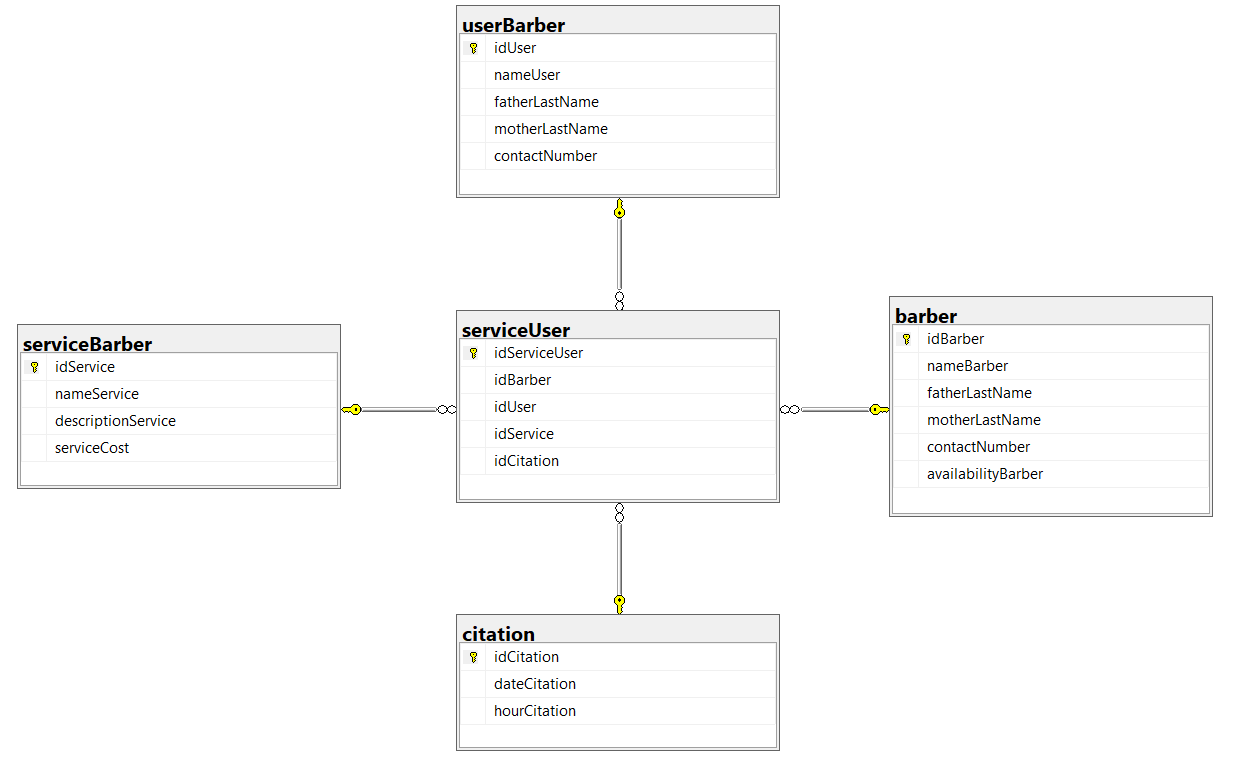 userBarber
idUser
nameUser
fatherLastName
motherLastName
contactNumber
serviceBarber
idService
nameService
descriptionService
serviceCost
serviceUser
idServiceUser
idBarber
idUser
idService
idCitation
barber
idBarber
nameBarber
fatherLastName
motherLastName
contactNumber
availabilityBarber
citation
idCitation
dateCitation
hourCitation